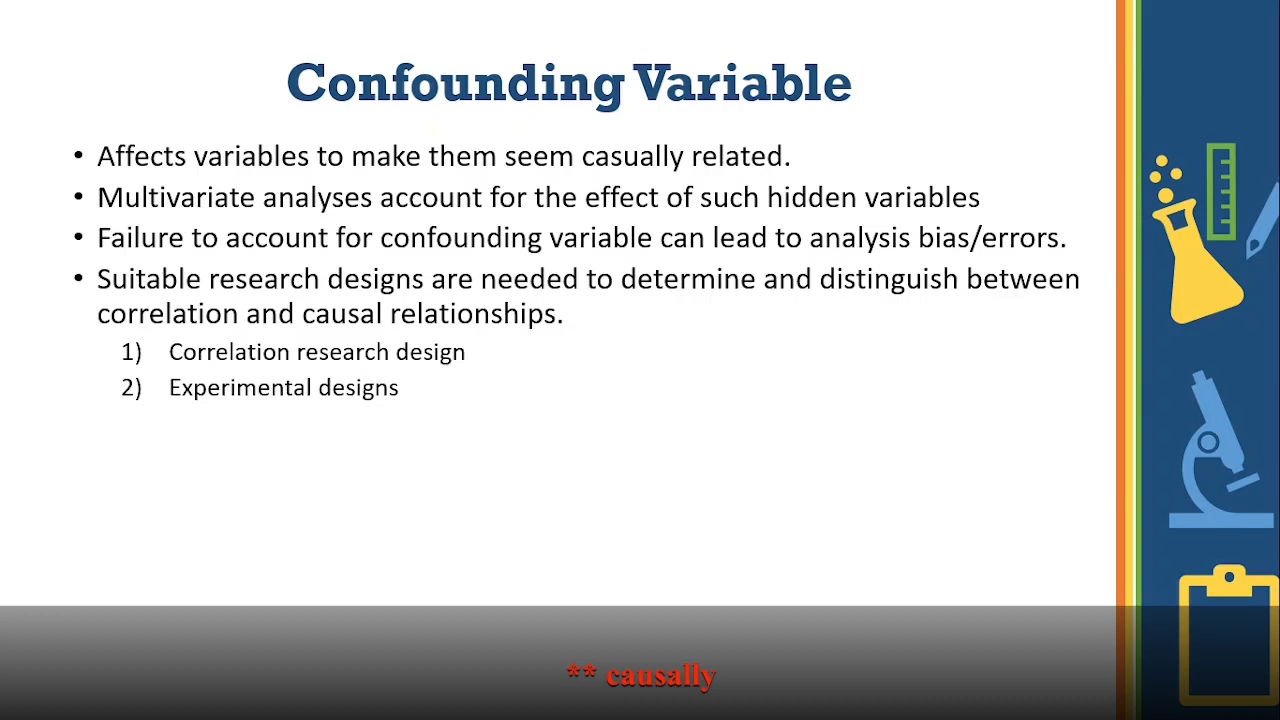 Confounding Variable
• Affects variables to make them seem casually related.
• Multivariate analyses account for the effect of such hidden variables
• Failure to account for confounding variable can lead to analysis bias/errors.
• Suitable research designs are needed to determine and distinguish between
correlation and causal relationships.
1) Correlation research design
2) Experimental designs
** causally